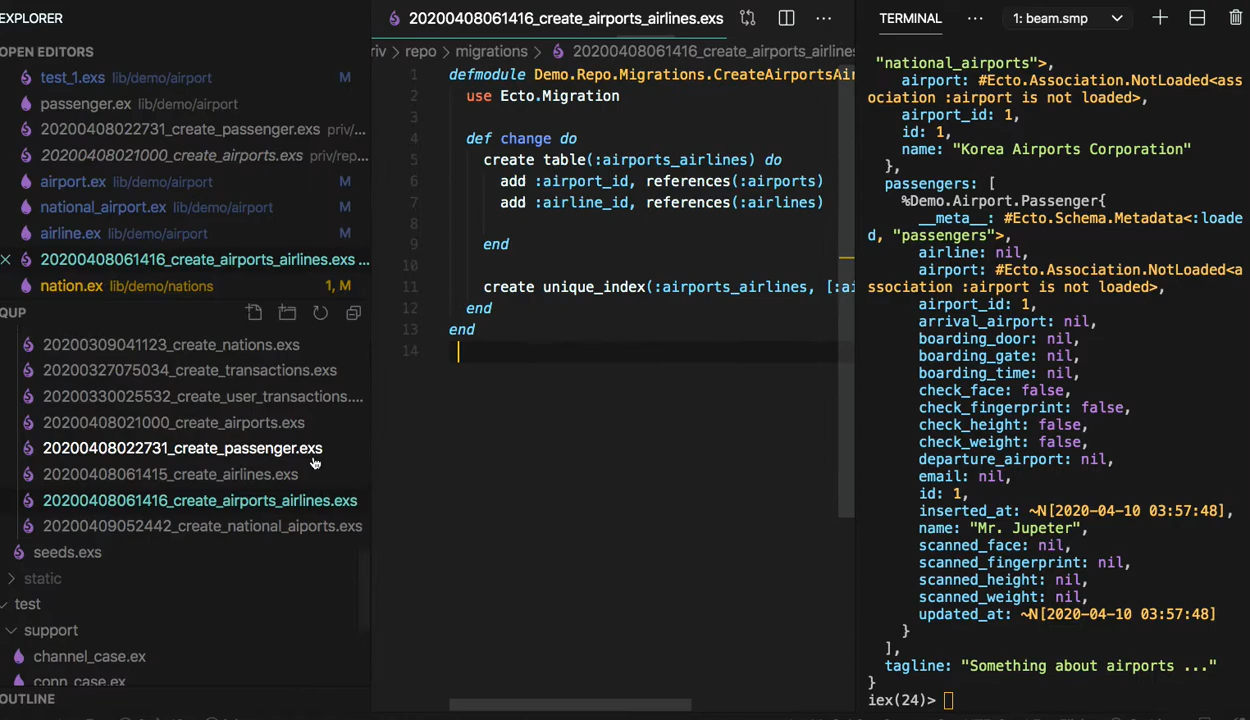 EXPLORER
OPEN EDITORS
test_1.exs lib/demo/airport M
passenger.ex lib/demo/airport
20200408022731_create_passenger.exs priv/...
20200408021000_create_airports.exs priv/rep...
airport.ex lib/demo/airport M
national_airport.ex lib/demo/airport M
airline.ex lib/demo/airport M
20200408061416_create_airports_airlines.exs ...
nation.ex lib/demo/nations 1, M
QUP
20200309041123_create_nations.exs
20200327075034_create_transactions.exs
20200330025532_create_user_transactions....
20200408021000_create_airports.exs
20200408022731_create_passenger.exs
20200408061415_create_airlines.exs
20200408061416_create_airports_airlines.exs
20200409052442_create_national_aiports.exs
seeds.exs
static
test
support
channel_case.ex
conn_case.ex
OUTLINE
20200408061416_create_airports_airlines.exs ...
riv > repo > migrations > 20200408061416_create_airports_airlines
1 defmodule Demo.Repo.Migrations.CreateAirportsAir
2 use Ecto.Migration
3
4 def change do
5 create table(:airports_airlines) do
6 add :airport_id, references(:airports)
7 add :airline_id, references(:airlines)
8
9 end
10
11 create unique_index(:airports_airlines, [:ai
12 end
13 end
14
TERMINAL ... 1: beam.smp
"national_airports">,
airport: #Ecto.Association.NotLoaded<ass
ociation :airport is not loaded>,
airport_id: 1,
id: 1,
name: "Korea Airports Corporation"
},
passengers: [
%Demo.Airport.Passenger{
__meta__: #Ecto.Schema.Metadata<:loade
d, "passengers">,
airline: nil,
airport: #Ecto.Association.NotLoaded<a
ssociation :airport is not loaded>,
airport_id: 1,
arrival_airport: nil,
boarding_door: nil,
boarding_gate: nil,
boarding_time: nil,
check_face: false,
check_fingerprint: false,
check_height: false,
check_weight: false,
departure_airport: nil,
email: nil,
id: 1,
inserted_at: ~N[2020-04-10 03:57:48],
name: "Mr. Jupeter",
scanned_face: nil,
scanned_fingerprint: nil,
scanned_height: nil,
scanned_weight: nil,
updated_at: ~N[2020-04-10 03:57:48]
}
],
tagline: "Something about airports ..."
}
iex(24)>